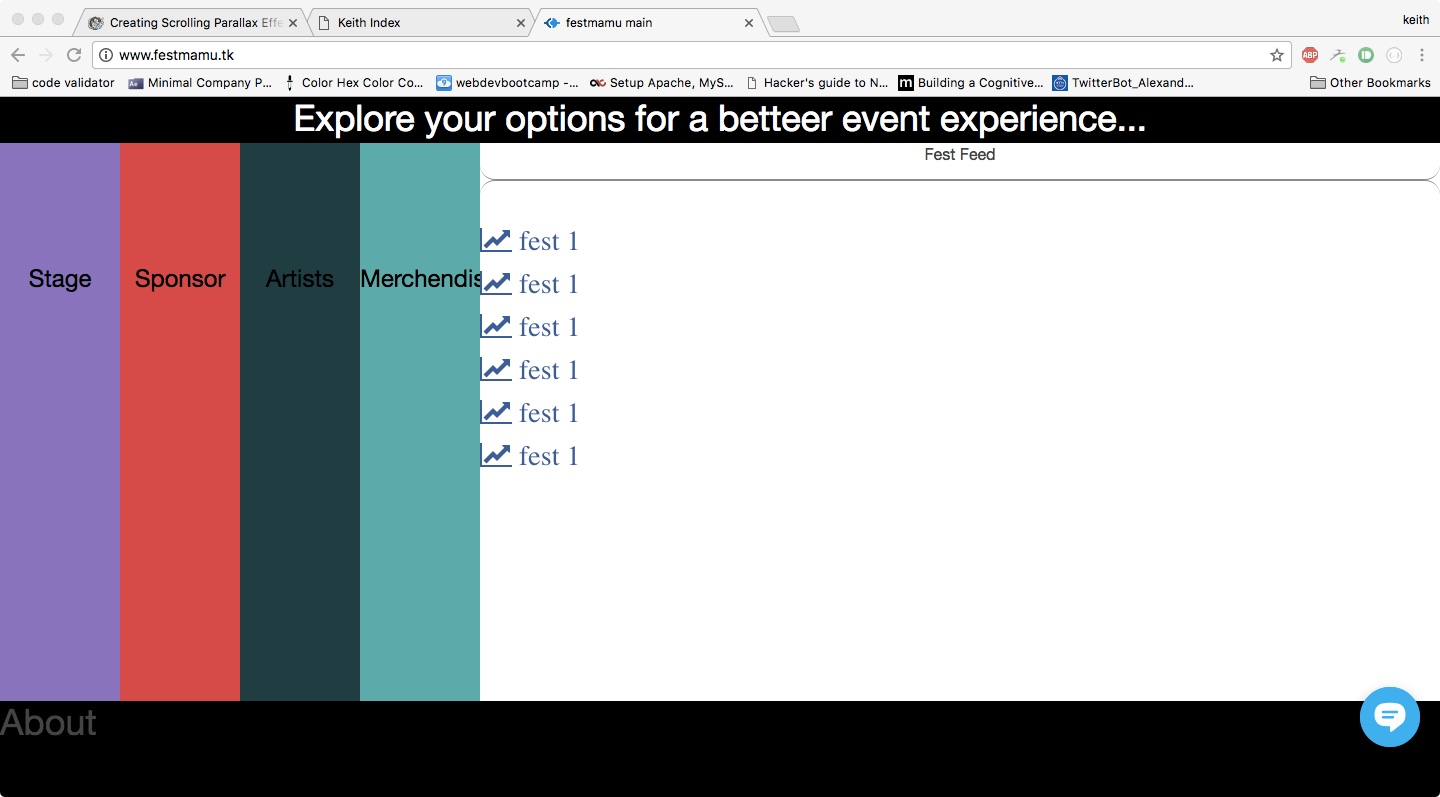 Creating Scrolling Parallax Effe
Keith Index
festmamu main
keith
www.festmamu.tk
ABP
code validator
Ae Minimal Company P...
Color Hex Color Co...
webdevbootcamp -...
Setup Apache, MyS...
Hacker's guide to N...
m Building a Cognitive...
TwitterBot_Alexand...
Other Bookmarks
Explore your options for a betteer event experience...
Fest Feed
Stage
Sponsor
Artists
Merchendis
fest 1
fest 1
fest 1
fest 1
fest 1
fest 1
About